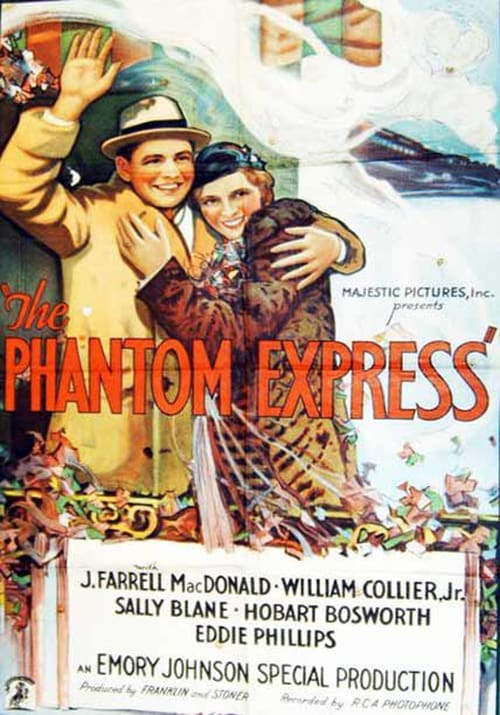 MAJESTIC PICTURES, Inc.
presents
"The
PHANTOM EXPRESS"
with
J. FARRELL MacDONALD · WILLIAM COLLIER, Jr.
SALLY BLANE · HOBART BOSWORTH
EDDIE PHILLIPS
AN EMORY JOHNSON SPECIAL PRODUCTION
Produced by FRANKLIN and STONER
Recorded by RCA PHOTOPHONE